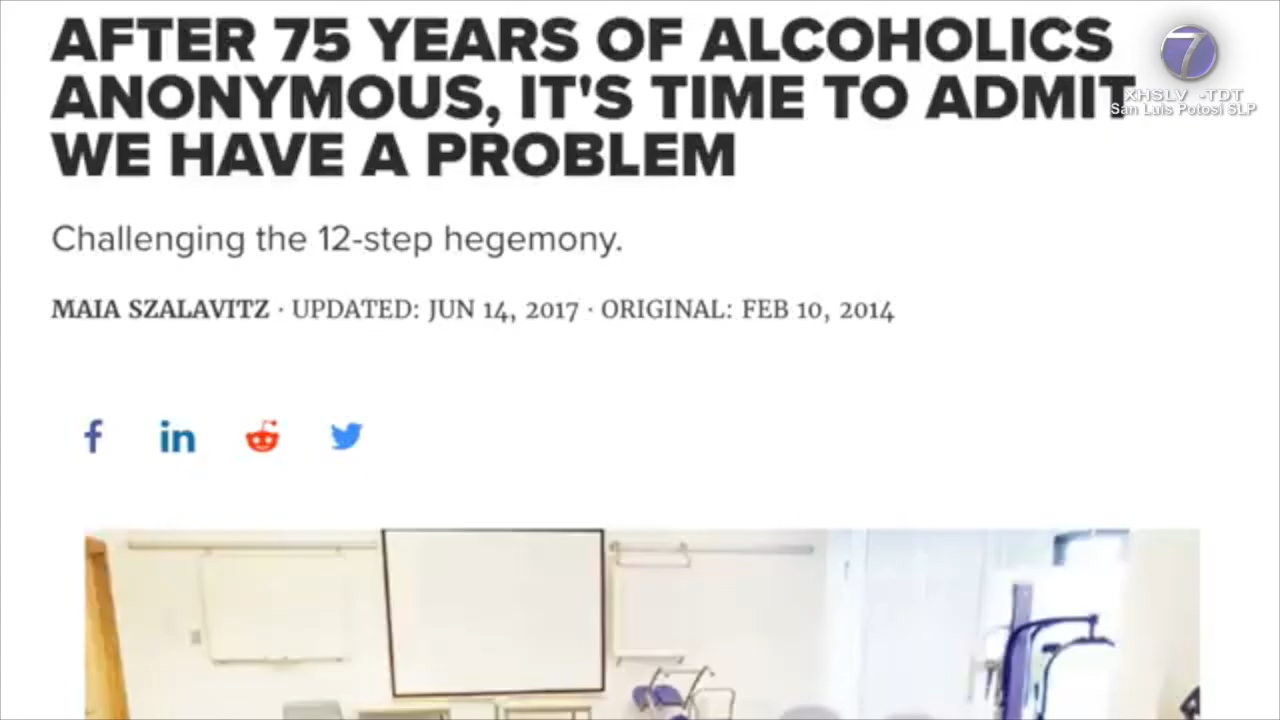 AFTER 75 YEARS OF ALCOHOLICS
ANONYMOUS, IT'S TIME TO ADMIT
WE HAVE A PROBLEM
7
XHSLV -TDT
San Luis Potosí SLP
Challenging the 12-step hegemony.
MAIA SZALAVITZ · UPDATED: JUN 14, 2017 · ORIGINAL: FEB 10, 2014
f
in